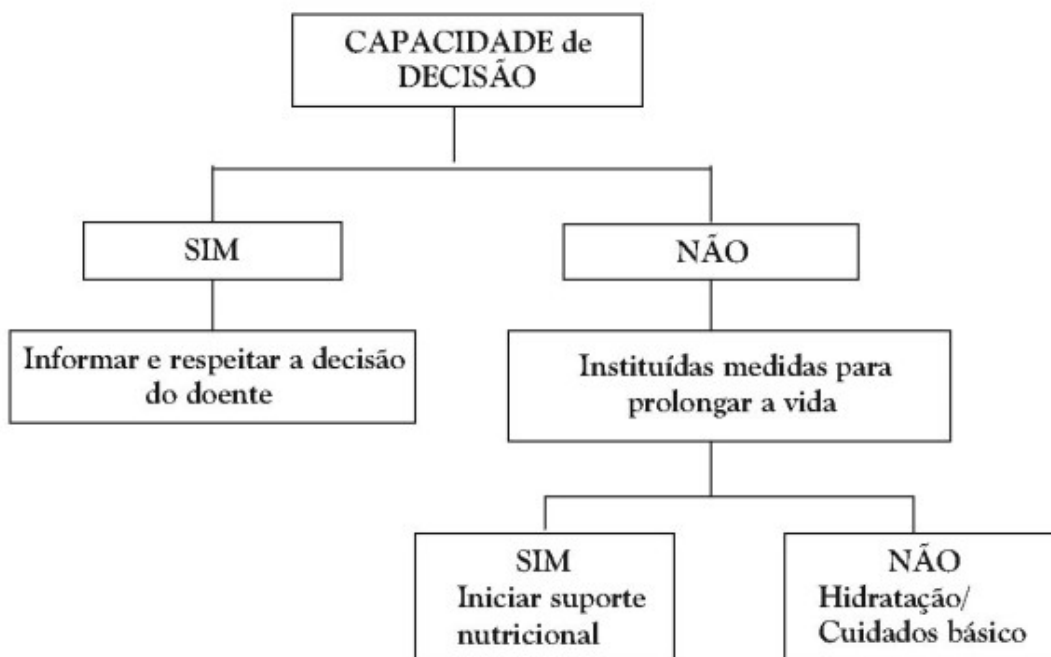 CAPACIDADE de
DECISÃO
SIM
NÃO
Informar e respeitar a decisão
do doente
Instituídas medidas para
prolongar a vida
SIM
Iniciar suporte
nutricional
NÃO
Hidratação/
Cuidados básico